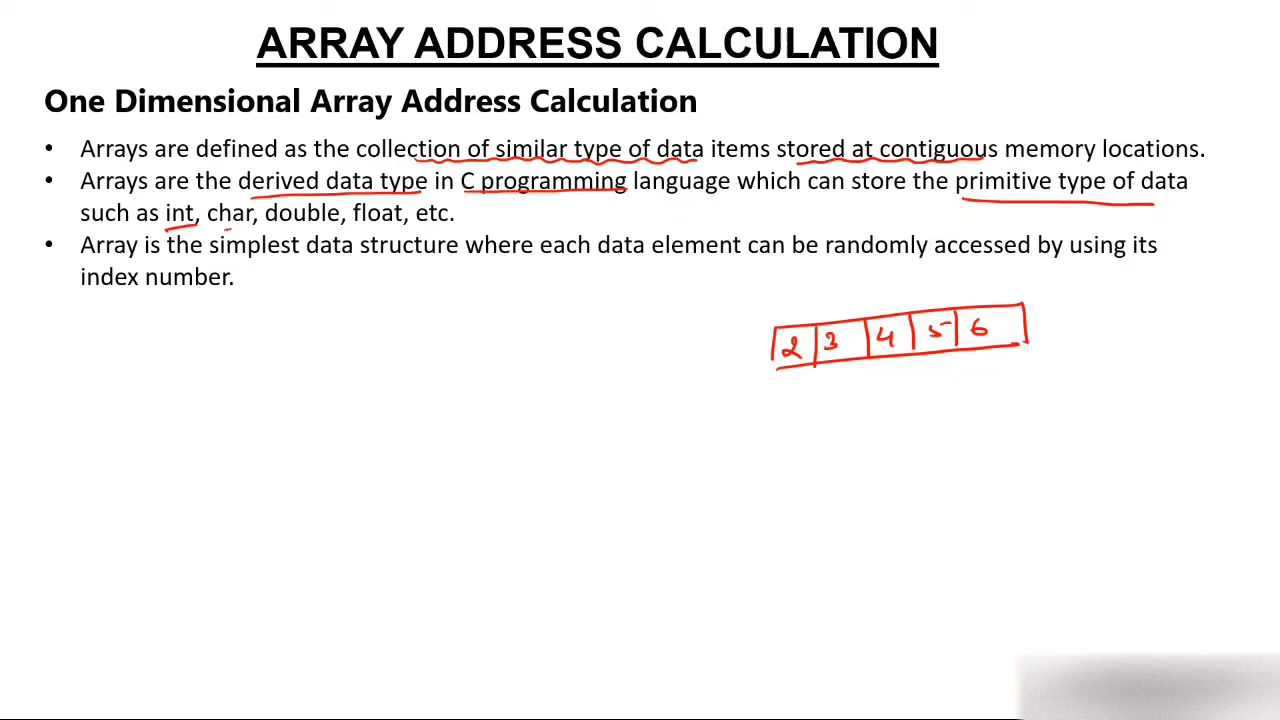 ARRAY ADDRESS CALCULATION
One Dimensional Array Address Calculation
• Arrays are defined as the collection of similar type of data items stored at contiguous memory locations.
• Arrays are the derived data type in C programming language which can store the primitive type of data
such as int, char, double, float, etc.
• Array is the simplest data structure where each data element can be randomly accessed by using its
index number.
2 3 4 5 6